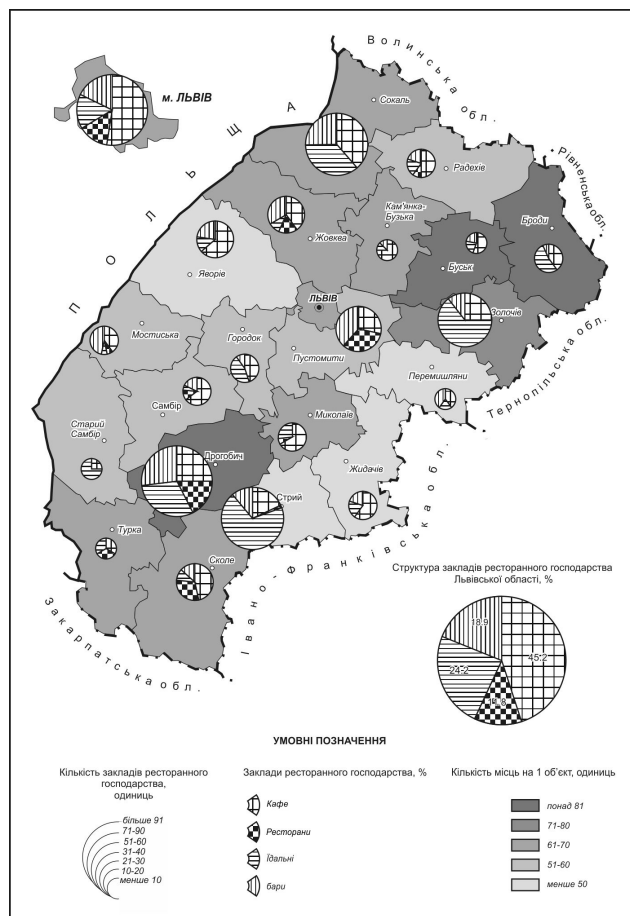 Волинська обл.
м. ЛЬВІВ
Сокаль
ПОЛЬЩА
Радехів
Рівненська обл.
Кам'янка-
Бузька
Броди
Жовква
Буськ
Яворів
ЛЬВІВ
Золочів
Мостиська
Городок
Пустомити
Тернопільська обл.
Перемишляни
Самбір
Миколаїв
Старий
Самбір
Дрогобич
Жидачів
Стрий
Турка
Сколе
Івано-Франківська обл.
Закарпатська обл.
Структура закладів ресторанного господарства
Львівської області, %
18.9
45.2
24.2
УМОВНІ ПОЗНАЧЕННЯ
Кількість закладів ресторанного
господарства,
одиниць
більше 91
71-90
51-60
31-40
21-30
10-20
менше 10
Заклади ресторанного господарства, %
Кафе
Ресторани
Їдальні
бари
Кількість місць на 1 об'єкт, одиниць
понад 81
71-80
61-70
51-60
менше 50